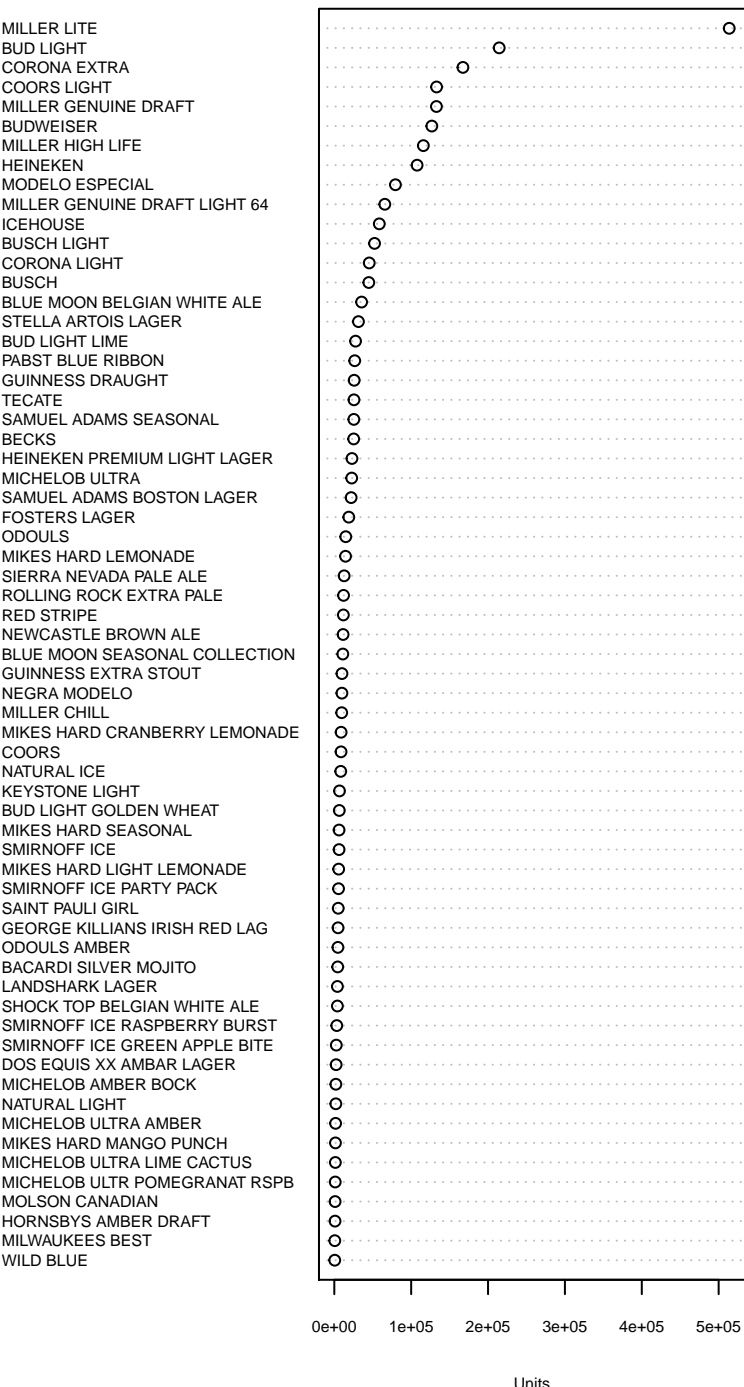 MILLER LITE
BUD LIGHT
CORONA EXTRA
COORS LIGHT
MILLER GENUINE DRAFT
BUDWEISER
MILLER HIGH LIFE
HEINEKEN
MODELO ESPECIAL
MILLER GENUINE DRAFT LIGHT 64
ICEHOUSE
BUSCH LIGHT
CORONA LIGHT
BUSCH
BLUE MOON BELGIAN WHITE ALE
STELLA ARTOIS LAGER
BUD LIGHT LIME
PABST BLUE RIBBON
GUINNESS DRAUGHT
TECATE
SAMUEL ADAMS SEASONAL
BECKS
HEINEKEN PREMIUM LIGHT LAGER
MICHELOB ULTRA
SAMUEL ADAMS BOSTON LAGER
FOSTERS LAGER
ODOULS
MIKES HARD LEMONADE
SIERRA NEVADA PALE ALE
ROLLING ROCK EXTRA PALE
RED STRIPE
NEWCASTLE BROWN ALE
BLUE MOON SEASONAL COLLECTION
GUINNESS EXTRA STOUT
NEGRA MODELO
MILLER CHILL
MIKES HARD CRANBERRY LEMONADE
COORS
NATURAL ICE
KEYSTONE LIGHT
BUD LIGHT GOLDEN WHEAT
MIKES HARD SEASONAL
SMIRNOFF ICE
MIKES HARD LIGHT LEMONADE
SMIRNOFF ICE PARTY PACK
SAINT PAULI GIRL
GEORGE KILLIANS IRISH RED LAG
ODOULS AMBER
BACARDI SILVER MOJITO
LANDSHARK LAGER
SHOCK TOP BELGIAN WHITE ALE
SMIRNOFF ICE RASPBERRY BURST
SMIRNOFF ICE GREEN APPLE BITE
DOS EQUIS XX AMBAR LAGER
MICHELOB AMBER BOCK
NATURAL LIGHT
MICHELOB ULTRA AMBER
MIKES HARD MANGO PUNCH
MICHELOB ULTRA LIME CACTUS
MICHELOB ULTR POMEGRANAT RSPB
MOLSON CANADIAN
HORNSBYS AMBER DRAFT
MILWAUKEES BEST
WILD BLUE
0e+00 1e+05 2e+05 3e+05 4e+05 5e+05
Units